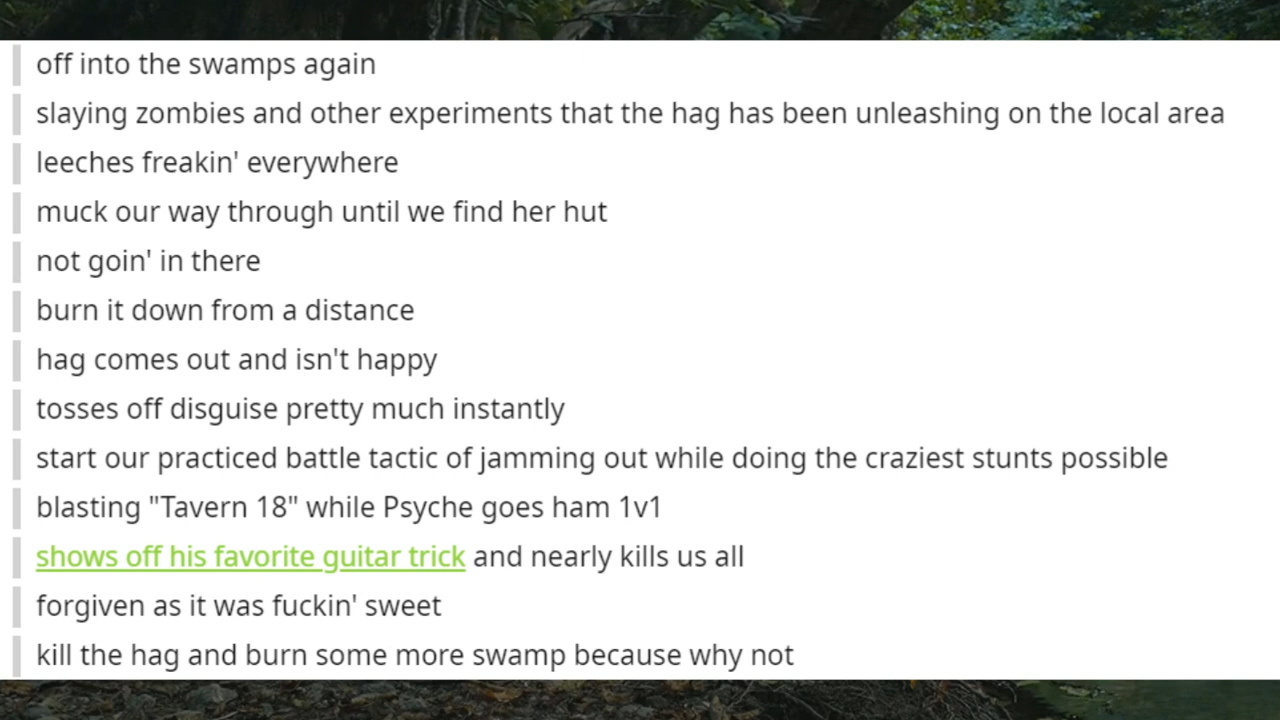 off into the swamps again
slaying zombies and other experiments that the hag has been unleashing on the local area
leeches freakin' everywhere
muck our way through until we find her hut
not goin' in there
burn it down from a distance
hag comes out and isn't happy
tosses off disguise pretty much instantly
start our practiced battle tactic of jamming out while doing the craziest stunts possible
blasting "Tavern 18" while Psyche goes ham 1v1
shows off his favorite guitar trick and nearly kills us all
forgiven as it was fuckin' sweet
kill the hag and burn some more swamp because why not